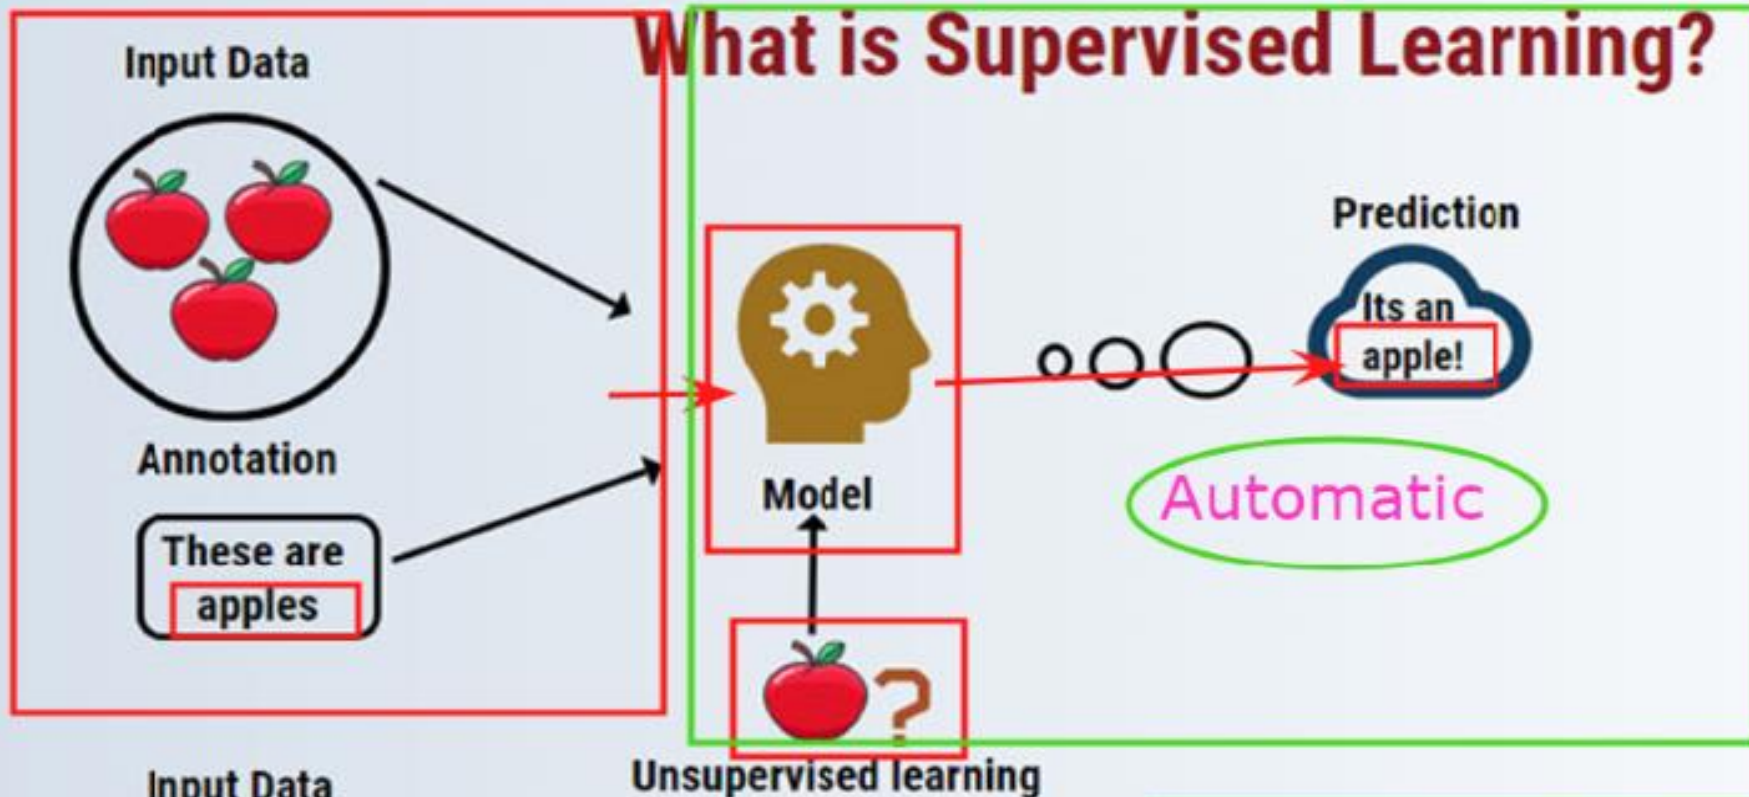 What is Supervised Learning?
Input Data
Annotation
These are
apples
Model
?
Prediction
Its an
apple!
Automatic
Unsupervised learning
Input Data